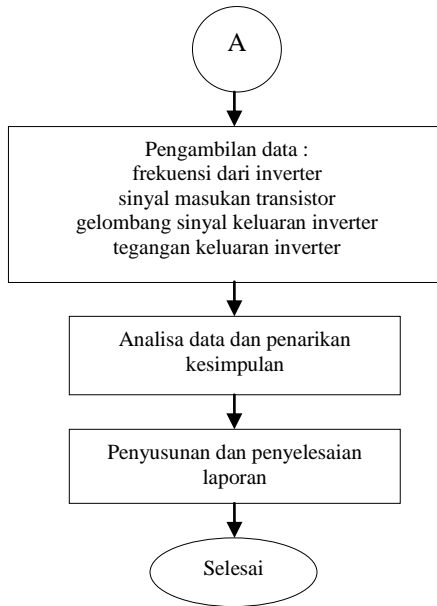 A
Pengambilan data :
frekuensi dari inverter
sinyal masukan transistor
gelombang sinyal keluaran inverter
tegangan keluaran inverter
Analisa data dan penarikan
kesimpulan
Penyusunan dan penyelesaian
laporan
Selesai